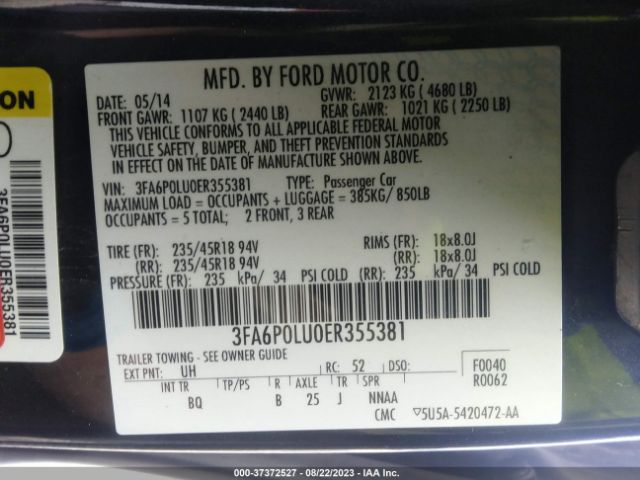 MFD. BY FORD MOTOR CO.
DATE: 05/14 GVWR: 2123 KG ( 4680 LB)
FRONT GAWR: 1107 KG ( 2440 LB) REAR GAWR: 1021 KG ( 2250 LB)
THIS VEHICLE CONFORMS TO ALL APPLICABLE FEDERAL MOTOR
VEHICLE SAFETY, BUMPER, AND THEFT PREVENTION STANDARDS
IN EFFECT ON THE DATE OF MANUFACTURE SHOWN ABOVE.
VIN: 3FA6P0LU0ER355381 TYPE: Passenger Car
MAXIMUM LOAD = OCCUPANTS + LUGGAGE = 385KG/ 850LB
OCCUPANTS = 5 TOTAL; 2 FRONT, 3 REAR
TIRE (FR): 235/45R18 94V RIMS (FR): 18x8.0J
(RR): 235/45R18 94V (RR): 18x8.0J
PRESSURE (FR): 235 kPa/ 34 PSI COLD (RR): 235 kPa/ 34 PSI COLD
3FA6P0LU0ER355381
TRAILER TOWING - SEE OWNER GUIDE
EXT PNT: UH RC: 52 DSO: F0040
R0062
INT TR TP/PS R AXLE TR SPR
BQ B 25 J NNAA
CMC ▽5U5A-5420472-AA
ION
3FA6P0LU0ER355381
000-37372527 - 08/22/2023 - IAA Inc.